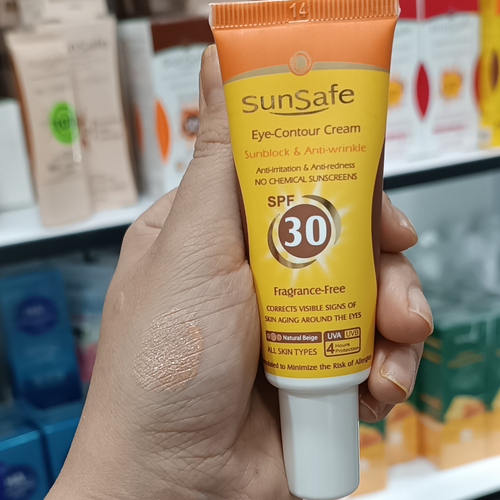 14
sunSafe
Eye-Contour Cream
Sunblock & Anti-wrinkle
Anti-irritation & Anti-redness
NO CHEMICAL SUNSCREENS
SPF
30
Fragrance-Free
CORRECTS VISIBLE SIGNS OF
SKIN AGING AROUND THE EYES
Natural Beige UVA UVB
ALL SKIN TYPES 4 Hours Protection
to Minimize the Risk of
Safe